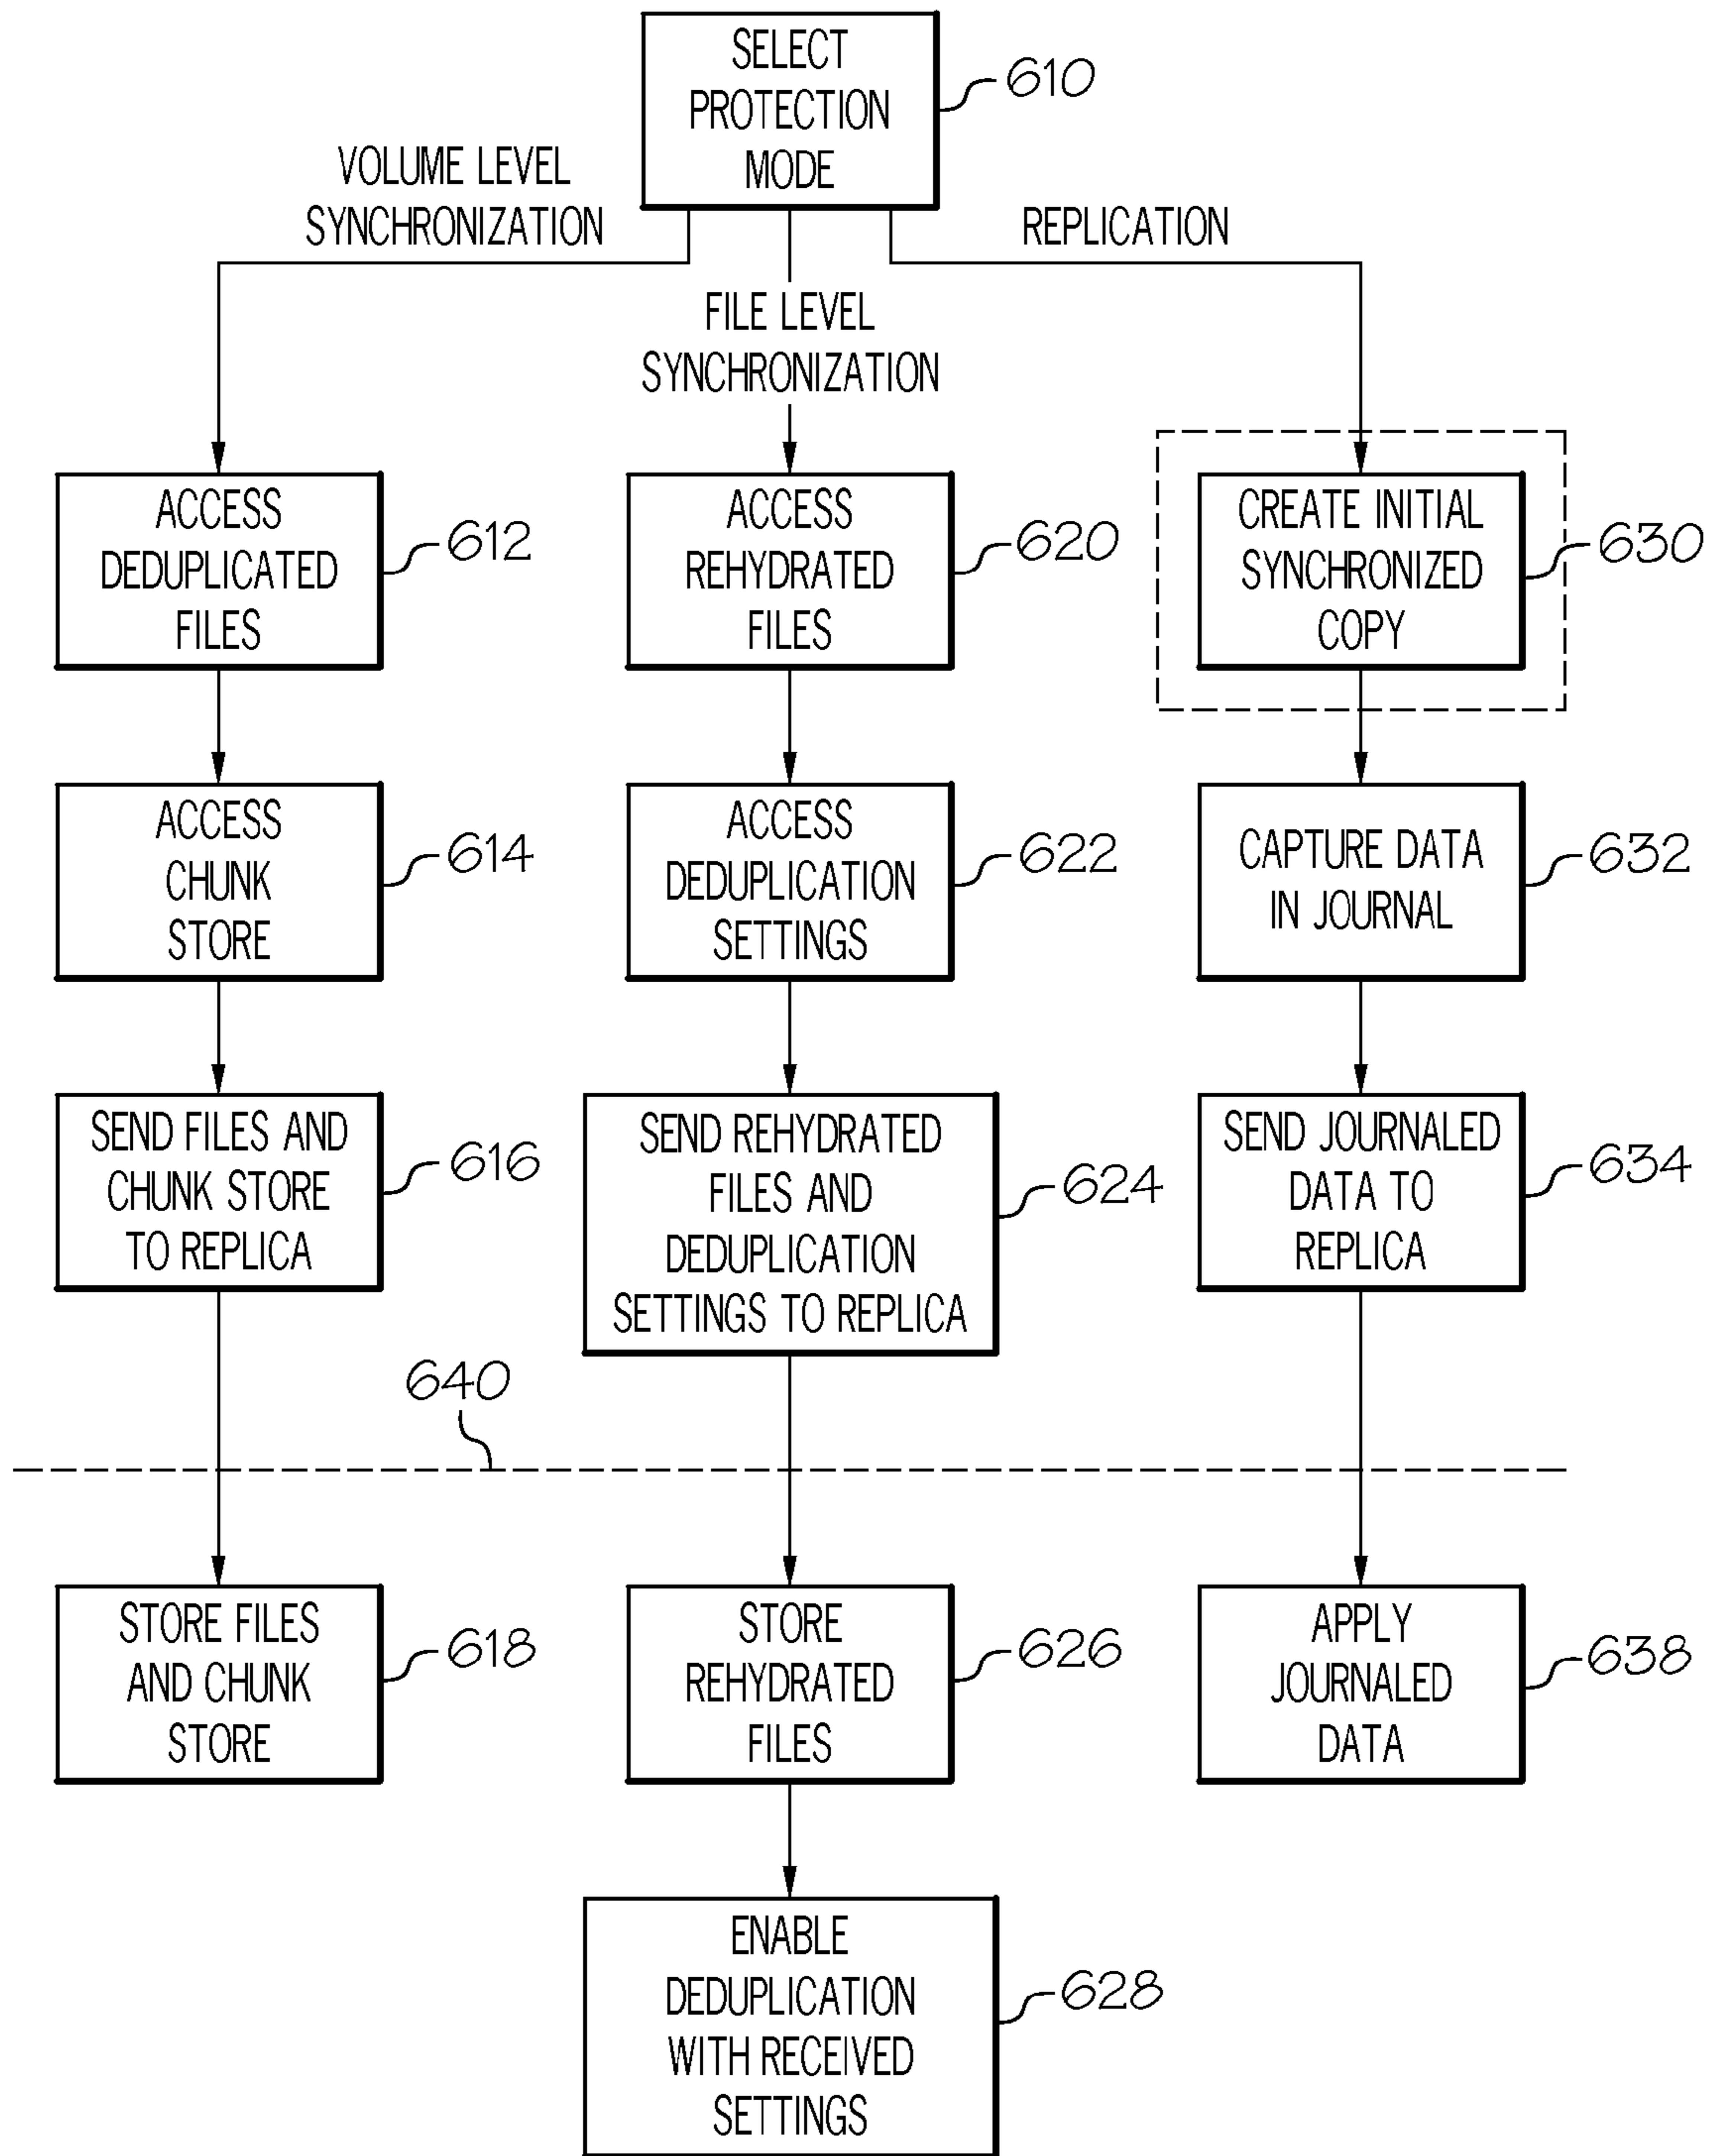 SELECT
PROTECTION
MODE
610
VOLUME LEVEL
SYNCHRONIZATION
FILE LEVEL
SYNCHRONIZATION
REPLICATION
ACCESS
DEDUPLICATED
FILES
612
ACCESS
REHYDRATED
FILES
620
CREATE INITIAL
SYNCHRONIZED
COPY
630
ACCESS
CHUNK
STORE
614
ACCESS
DEDUPLICATION
SETTINGS
622
CAPTURE DATA
IN JOURNAL
632
SEND FILES AND
CHUNK STORE
TO REPLICA
616
SEND REHYDRATED
FILES AND
DEDUPLICATION
SETTINGS TO REPLICA
624
SEND JOURNALED
DATA TO
REPLICA
634
640
STORE FILES
AND CHUNK
STORE
618
STORE
REHYDRATED
FILES
626
APPLY
JOURNALED
DATA
638
ENABLE
DEDUPLICATION
WITH RECEIVED
SETTINGS
628